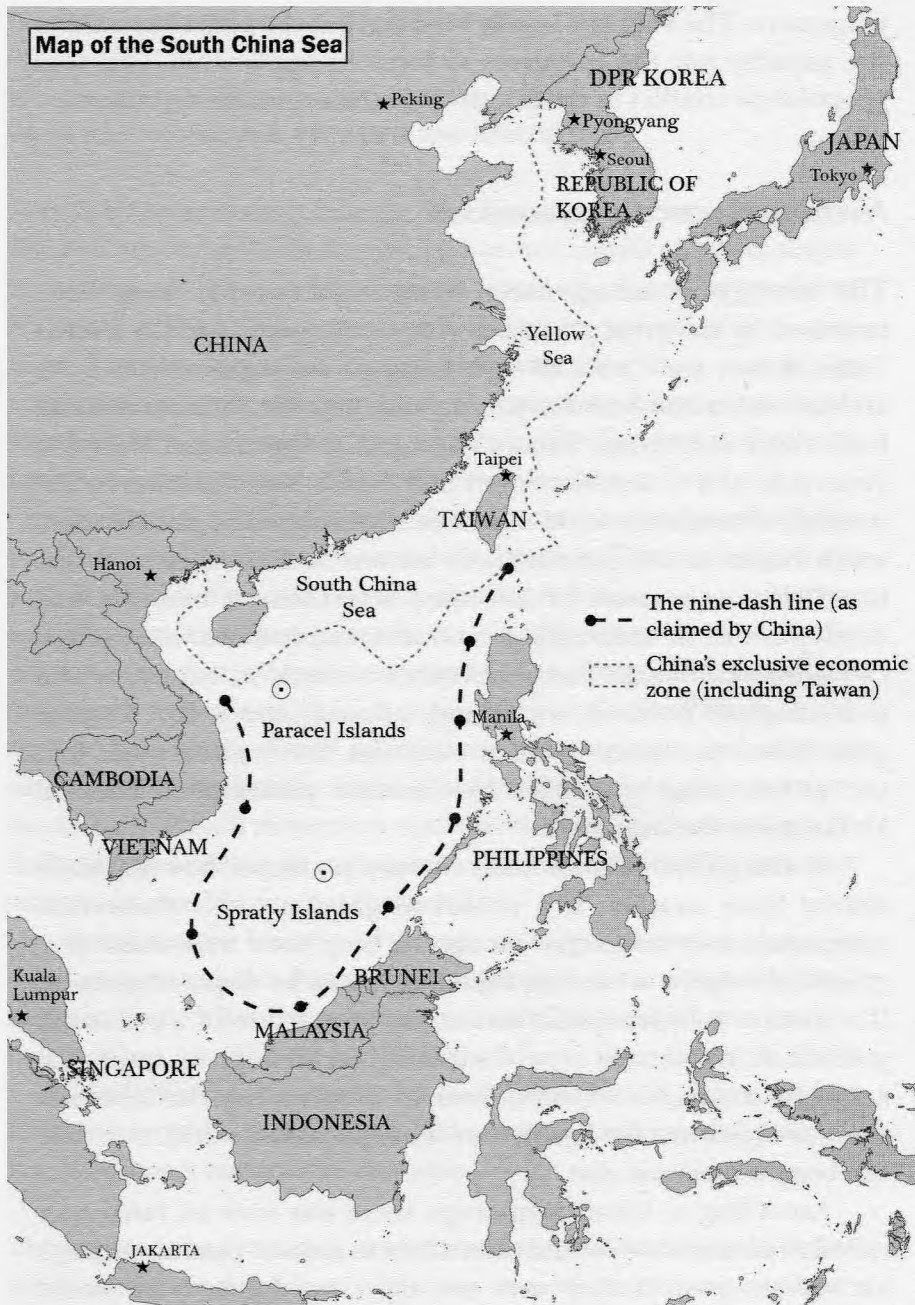 Map of the South China Sea
DPR KOREA
Peking
Pyongyang
JAPAN
Seoul
Tokyo
REPUBLIC OF
KOREA
Yellow
Sea
CHINA
Taipei
TAIWAN
Hanoi
South China
Sea
The nine-dash line (as
claimed by China)
China's exclusive economic
zone (including Taiwan)
Paracel Islands
Manila
CAMBODIA
VIETNAM
PHILIPPINES
Spratly Islands
Kuala
Lumpur
BRUNEI
MALAYSIA
SINGAPORE
INDONESIA
JAKARTA